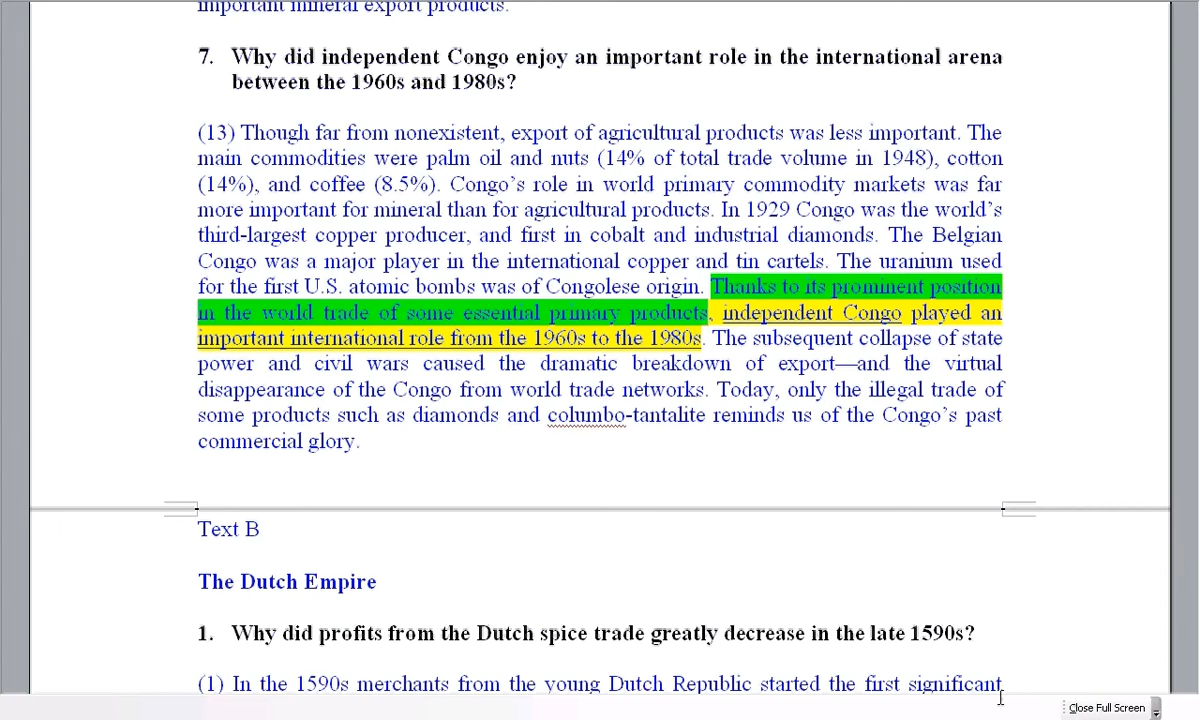 important mineral export products.
7. Why did independent Congo enjoy an important role in the international arena
between the 1960s and 1980s?
(13) Though far from nonexistent, export of agricultural products was less important. The
main commodities were palm oil and nuts (14% of total trade volume in 1948), cotton
(14%), and coffee (8.5%). Congo’s role in world primary commodity markets was far
more important for mineral than for agricultural products. In 1929 Congo was the world’s
third-largest copper producer, and first in cobalt and industrial diamonds. The Belgian
Congo was a major player in the international copper and tin cartels. The uranium used
for the first U.S. atomic bombs was of Congolese origin. Thanks to its prominent position
in the world trade of some essential primary products, independent Congo played an
important international role from the 1960s to the 1980s. The subsequent collapse of state
power and civil wars caused the dramatic breakdown of export—and the virtual
disappearance of the Congo from world trade networks. Today, only the illegal trade of
some products such as diamonds and columbo-tantalite reminds us of the Congo’s past
commercial glory.
Text B
The Dutch Empire
1. Why did profits from the Dutch spice trade greatly decrease in the late 1590s?
(1) In the 1590s merchants from the young Dutch Republic started the first significant
Close Full Screen